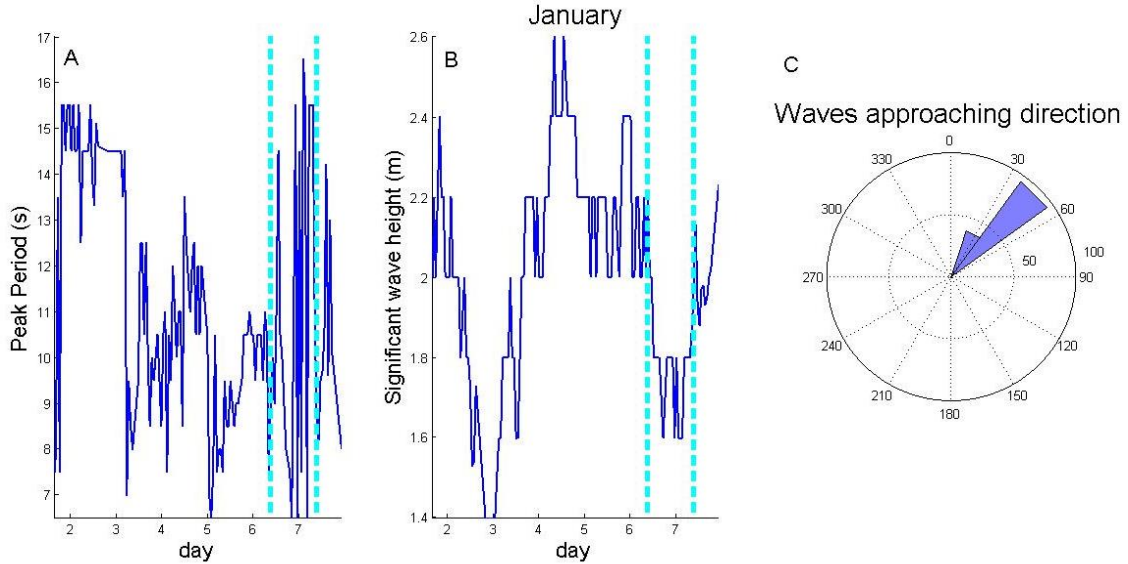 January
A
17
16
15
14
13
12
11
10
9
8
7
Peak Period (s)
2 3 4 5 6 7
day
B
2.6
2.4
2.2
2
1.8
1.6
1.4
Significant wave height (m)
2 3 4 5 6 7
day
C
Waves approaching direction
0
30
60
90
120
150
180
210
240
270
300
330
50
100